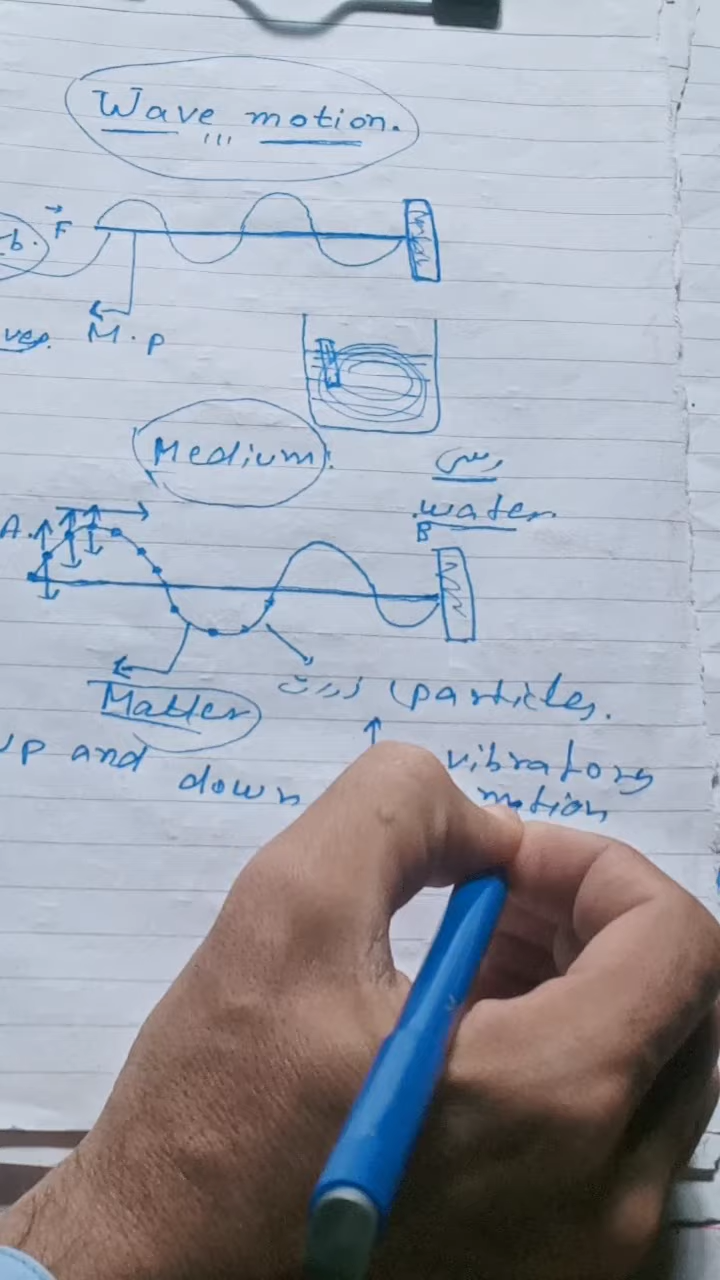 Wave motion.
F
b.
M.p
Medium.
رسی
water.
A.
B
Matter
ذرات (particles.
up and down
vibratory
motion